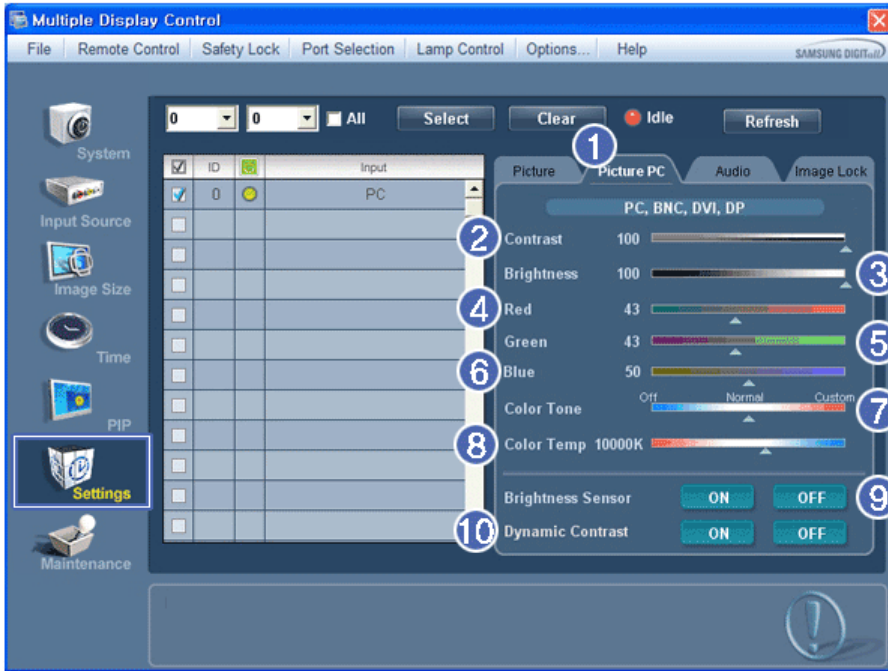 Multiple Display Control
File Remote Control Safety Lock Port Selection Lamp Control Options... Help SAMSUNG DIGITall
0 0 All Select Clear Idle Refresh
System
Input Source
Image Size
Time
PIP
Settings
Maintenance
ID Input
0 PC
1
Picture Picture PC Audio Image Lock
PC, BNC, DVI, DP
2 Contrast 100
Brightness 100 3
4 Red 43
Green 43 5
6 Blue 50
Off Normal Custom
Color Tone 7
8 Color Temp 10000K
Brightness Sensor ON OFF 9
10 Dynamic Contrast ON OFF